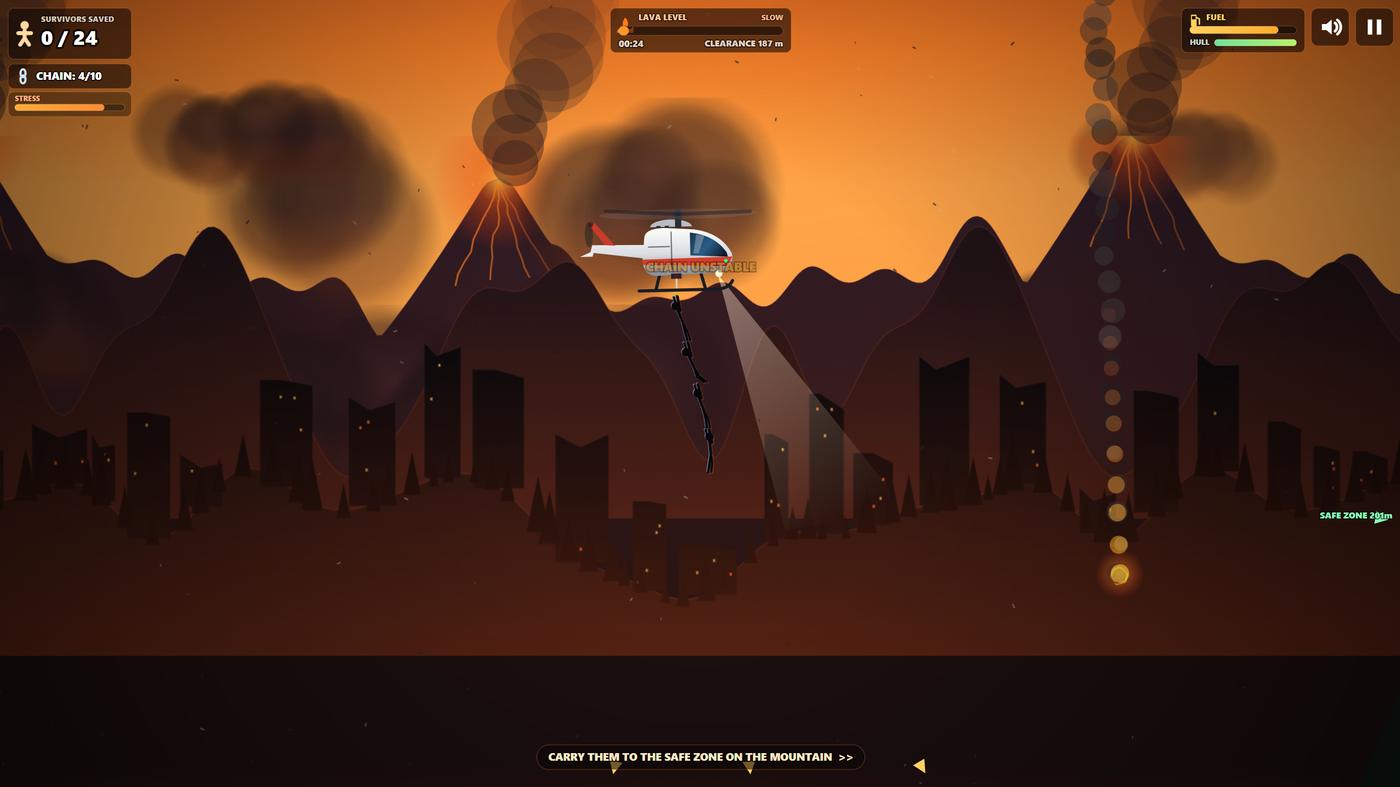 SURVIVORS SAVED
0 / 24
CHAIN: 4/10
STRESS
LAVA LEVEL
SLOW
00:24
CLEARANCE 187 m
FUEL
HULL
CHAIN UNSTABLE
SAFE ZONE 201m
CARRY THEM TO THE SAFE ZONE ON THE MOUNTAIN >>